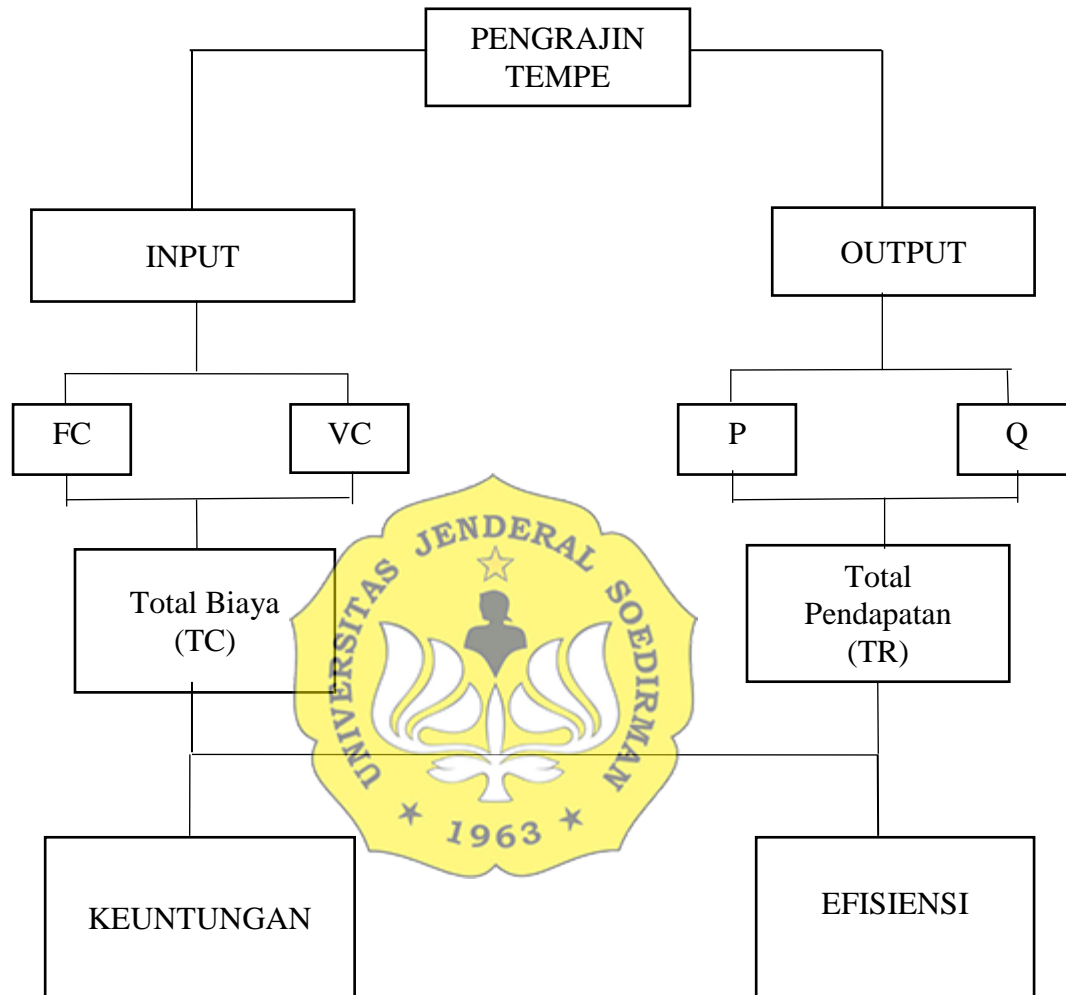 PENGRAJIN
TEMPE
INPUT
OUTPUT
FC
VC
P
Q
Total Biaya
(TC)
Total
Pendapatan
(TR)
UNIVERSITAS JENDERAL SOEDIRMAN
1963
KEUNTUNGAN
EFISIENSI